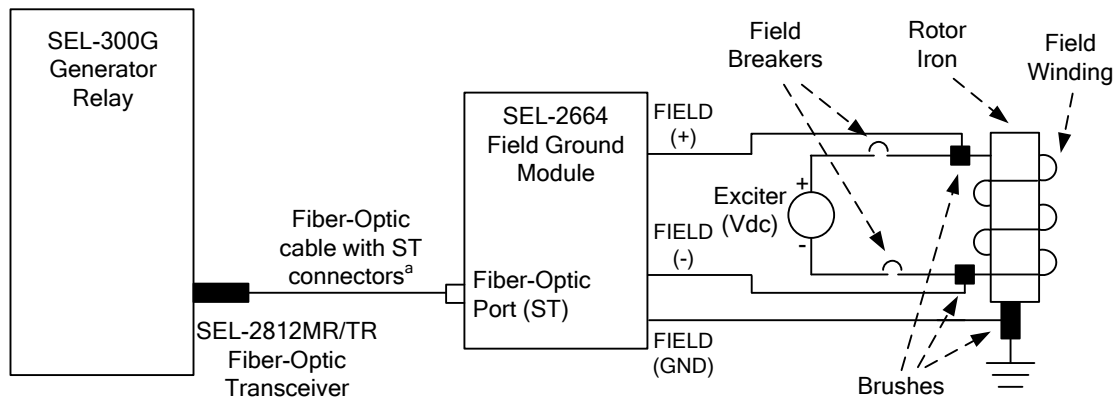 SEL-300G
Generator
Relay
SEL-2664
Field Ground
Module
Fiber-Optic
Port (ST)
Fiber-Optic
cable with ST
connectorsª
SEL-2812MR/TR
Fiber-Optic
Transceiver
FIELD
(+)
FIELD
(-)
FIELD
(GND)
Field
Breakers
Exciter
(Vdc)
+
-
Rotor
Iron
Field
Winding
Brushes